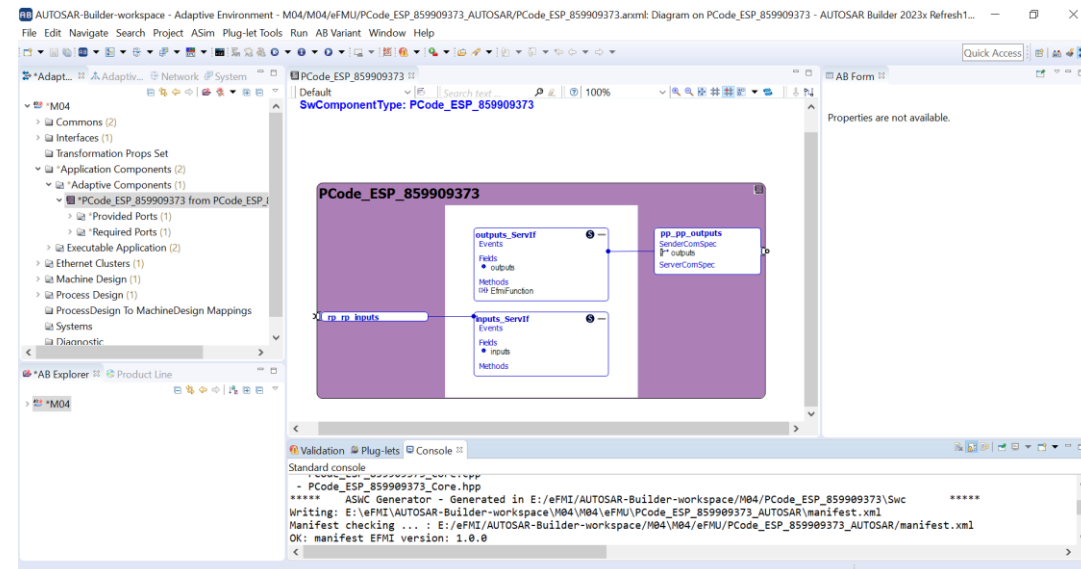 AUTOSAR-Builder-workspace - Adaptive Environment - M04/M04/eFMU/PCode_ESP_859909373_AUTOSAR/PCode_ESP_859909373.arxml: Diagram on PCode_ESP_859909373 - AUTOSAR Builder 2023x Refresh1...
File Edit Navigate Search Project ASim Plug-let Tools Run AB Variant Window Help
Quick Access
*Adapt... Adaptiv... Network System
*M04
Commons (2)
Interfaces (1)
Transformation Props Set
*Application Components (2)
*Adaptive Components (1)
*PCode_ESP_859909373 from PCode_ESP_
*Provided Ports (1)
*Required Ports (1)
Executable Application (2)
Ethernet Clusters (1)
Machine Design (1)
Process Design (1)
ProcessDesign To MachineDesign Mappings
Systems
Diagnostic
*AB Explorer Product Line
*M04
PCode_ESP_859909373
Default Search text ... 100%
SwComponentType: PCode_ESP_859909373
PCode_ESP_859909373
outputs_ServIf
Events
Fields
outputs
Methods
EfmiFunction
pp_pp_outputs
SenderComSpec
outputs
ServerComSpec
rp_rp_inputs
inputs_ServIf
Events
Fields
inputs
Methods
AB Form
Properties are not available.
Validation Plug-lets Console
Standard console
- PCode_ESP_859909373_Core.cpp
- PCode_ESP_859909373_Core.hpp
***** ASWC Generator - Generated in E:/eFMI/AUTOSAR-Builder-workspace/M04/PCode_ESP_859909373\Swc *****
Writing: E:\eFMI\AUTOSAR-Builder-workspace\M04\M04\eFMU\PCode_ESP_859909373_AUTOSAR\manifest.xml
Manifest checking ... : E:/eFMI/AUTOSAR-Builder-workspace/M04\M04/eFMU/PCode_ESP_859909373_AUTOSAR/manifest.xml
OK: manifest EFMI version: 1.0.0